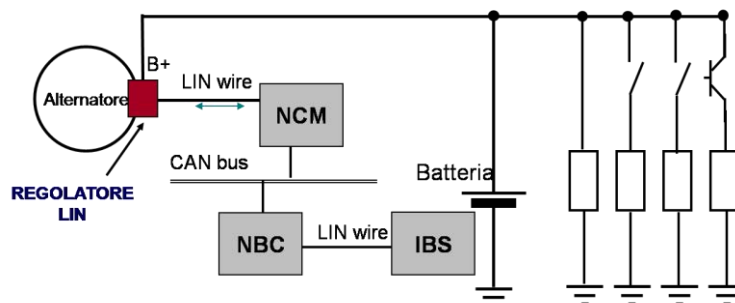 B+
LIN wire
Alternatore
NCM
CAN bus
Batteria
REGOLATORE
LIN
NBC
LIN wire
IBS